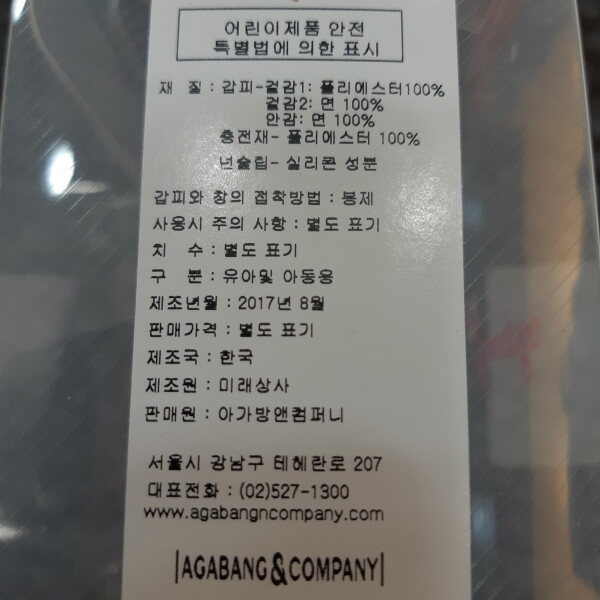 어린이제품 안전
특별법에 의한 표시
재 질 : 갑피-겉감1: 폴리에스터100%
겉감2: 면 100%
안감: 면 100%
충전재- 폴리에스터 100%
넌슬립- 실리콘 성분
갑피와 창의 접착방법 : 봉제
사용시 주의 사항 : 별도 표기
치 수 : 별도 표기
구 분 : 유아및 아동용
제조년월 : 2017년 8월
판매가격 : 별도 표기
제조국 : 한국
제조원 : 미래상사
판매원 : 아가방앤컴퍼니
서울시 강남구 테헤란로 207
대표전화 : (02)527-1300
www.agabangncompany.com
AGABANG&COMPANY